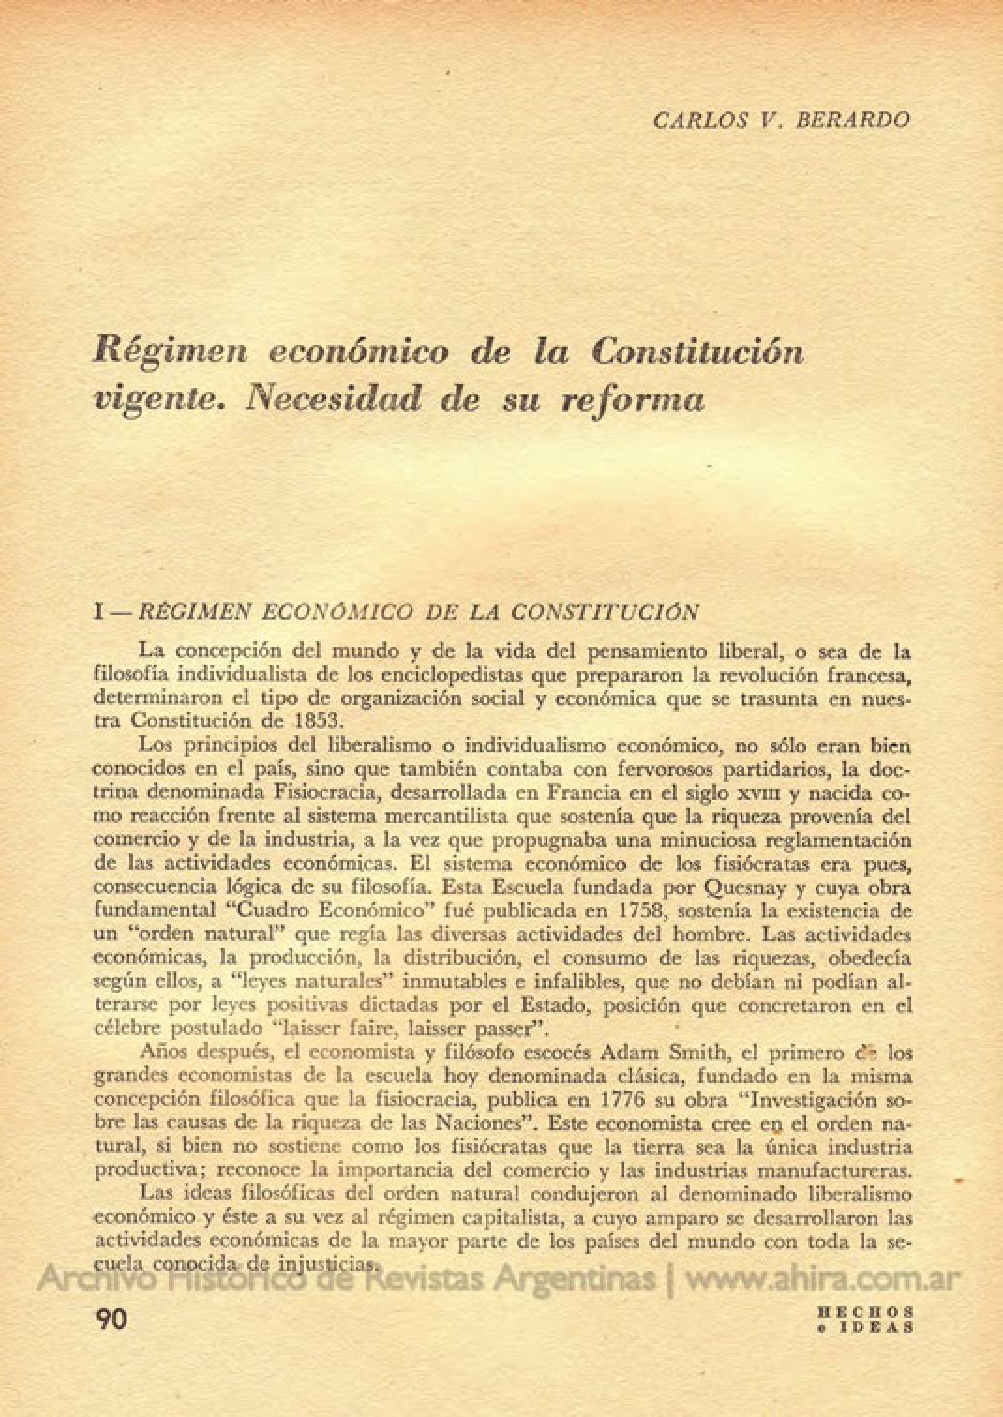 CARLOS V. BERARDO
Régimen económico de la Constitución
vigente. Necesidad de su reforma
I — RÉGIMEN ECONÓMICO DE LA CONSTITUCIÓN
La concepción del mundo y de la vida del pensamiento liberal, o sea de la
filosofía individualista de los enciclopedistas que prepararon la revolución francesa,
determinaron el tipo de organización social y económica que se trasunta en nues-
tra Constitución de 1853.
Los principios del liberalismo o individualismo económico, no sólo eran bien
conocidos en el país, sino que también contaba con fervorosos partidarios, la doc-
trina denominada Fisiocracia, desarrollada en Francia en el siglo XVIII y nacida co-
mo reacción frente al sistema mercantilista que sostenía que la riqueza provenía del
comercio y de la industria, a la vez que propugnaba una minuciosa reglamentación
de las actividades económicas. El sistema económico de los fisiócratas era pues,
consecuencia lógica de su filosofía. Esta Escuela fundada por Quesnay y cuya obra
fundamental “Cuadro Económico” fué publicada en 1758, sostenía la existencia de
un “orden natural” que regía las diversas actividades del hombre. Las actividades
económicas, la producción, la distribución, el consumo de las riquezas, obedecía
según ellos, a “leyes naturales” inmutables e infalibles, que no debían ni podían al-
terarse por leyes positivas dictadas por el Estado, posición que concretaron en el
célebre postulado “laisser faire, laisser passer”.
Años después, el economista y filósofo escocés Adam Smith, el primero de los
grandes economistas de la escuela hoy denominada clásica, fundado en la misma
concepción filosófica que la fisiocracia, publica en 1776 su obra “Investigación so-
bre las causas de la riqueza de las Naciones”. Este economista cree en el orden na-
tural, si bien no sostiene como los fisiócratas que la tierra sea la única industria
productiva; reconoce la importancia del comercio y las industrias manufactureras.
Las ideas filosóficas del orden natural condujeron al denominado liberalismo
económico y éste a su vez al régimen capitalista, a cuyo amparo se desarrollaron las
actividades económicas de la mayor parte de los países del mundo con toda la se-
cuela conocida de injusticias.
Archivo Histórico de Revistas Argentinas | www.ahira.com.ar
90
HECHOS
e IDEAS